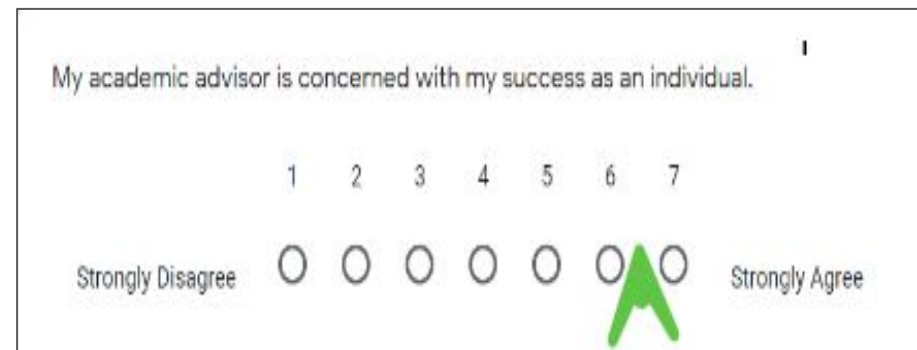 My academic advisor is concerned with my success as an individual.
1 2 3 4 5 6 7
Strongly Disagree Strongly Agree